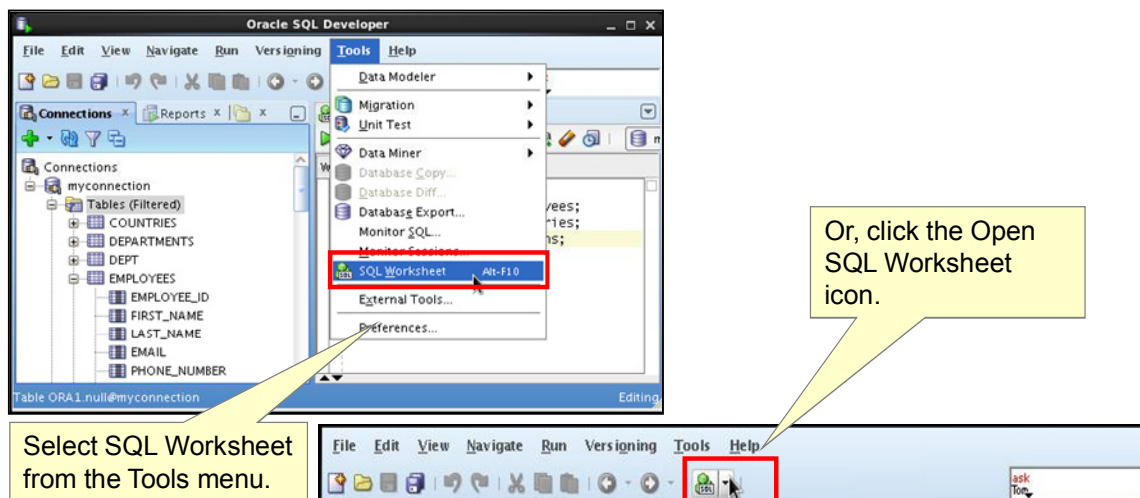 Oracle SQL Developer
File Edit View Navigate Run Versioning Tools Help
Data Modeler
Migration
Unit Test
Data Miner
Database Copy...
Database Diff...
Database Export...
Monitor SQL...
Monitor Sessions...
SQL Worksheet Alt-F10
External Tools...
Preferences...
Connections Reports
Connections
myconnection
Tables (Filtered)
COUNTRIES
DEPARTMENTS
DEPT
EMPLOYEES
EMPLOYEE_ID
FIRST_NAME
LAST_NAME
EMAIL
PHONE_NUMBER
yees;
ries;
ns;
Table ORA1.null@myconnection Editing
Or, click the Open
SQL Worksheet
icon.
Select SQL Worksheet
from the Tools menu.
File Edit View Navigate Run Versioning Tools Help
SQL
ask
Tom